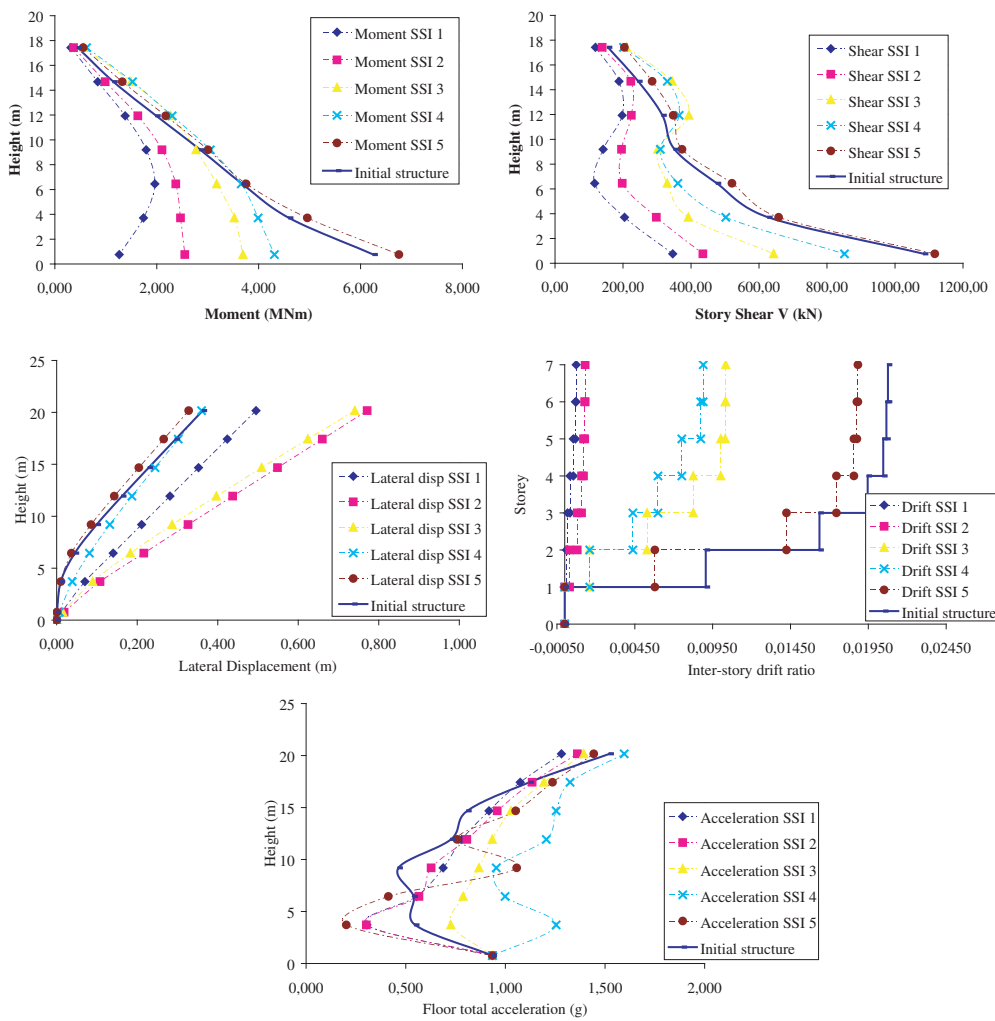 20
18
16
14
12
10
8
6
4
2
0
Height (m)
0,000 2,000 4,000 6,000 8,000
Moment (MNm)
Moment SSI 1
Moment SSI 2
Moment SSI 3
Moment SSI 4
Moment SSI 5
Initial structure
20
18
16
14
12
10
8
6
4
2
0
Height (m)
0,00 200,00 400,00 600,00 800,00 1000,00 1200,00
Story Shear V (kN)
Shear SSI 1
Shear SSI 2
Shear SSI 3
Shear SSI 4
Shear SSI 5
Initial structure
25
20
15
10
5
0
Height (m)
0,000 0,200 0,400 0,600 0,800 1,000
Lateral Displacement (m)
Lateral disp SSI 1
Lateral disp SSI 2
Lateral disp SSI 3
Lateral disp SSI 4
Lateral disp SSI 5
Initial structure
7
6
5
4
3
2
1
0
Storey
-0,00050 0,00450 0,00950 0,01450 0,01950 0,02450
Inter-story drift ratio
Drift SSI 1
Drift SSI 2
Drift SSI 3
Drift SSI 4
Drift SSI 5
Initial structure
25
20
15
10
5
0
Height (m)
0,000 0,500 1,000 1,500 2,000
Floor total acceleration (g)
Acceleration SSI 1
Acceleration SSI 2
Acceleration SSI 3
Acceleration SSI 4
Acceleration SSI 5
Initial structure